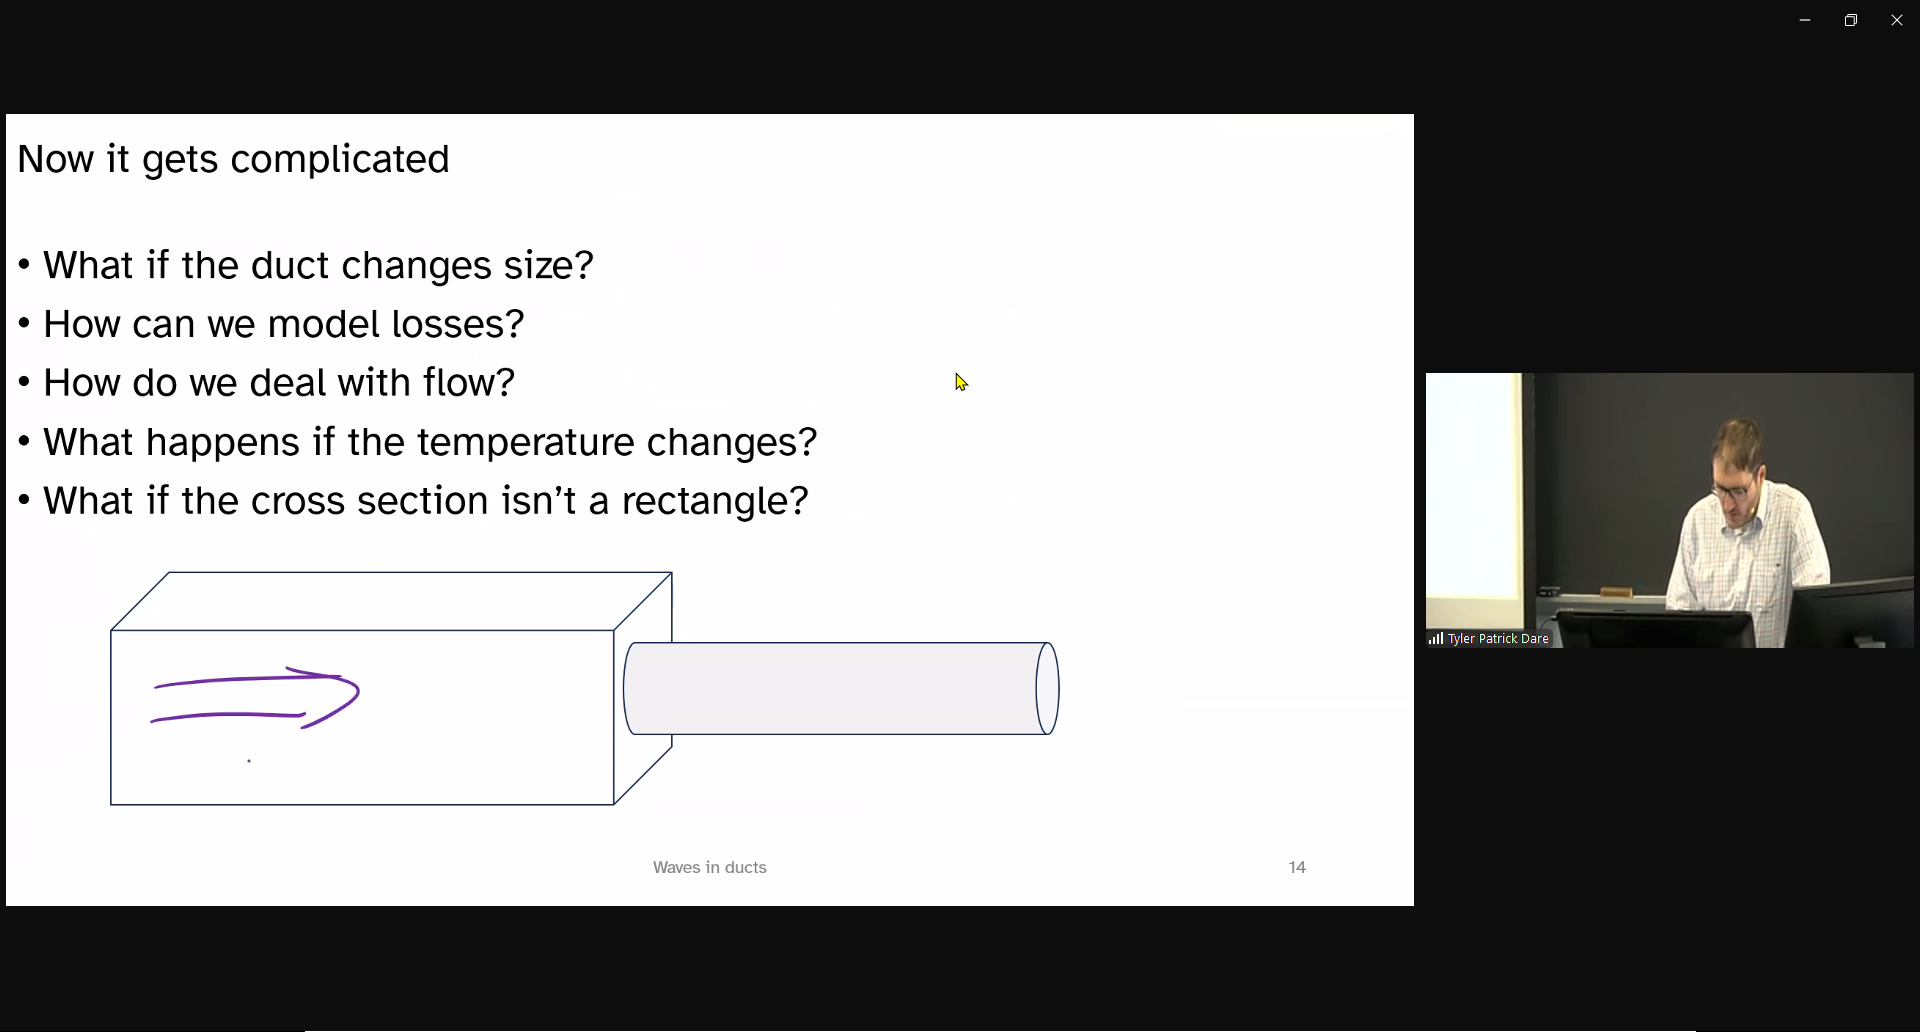 Now it gets complicated
• What if the duct changes size?
• How can we model losses?
• How do we deal with flow?
• What happens if the temperature changes?
• What if the cross section isn’t a rectangle?
Tyler Patrick Dare
Waves in ducts
14